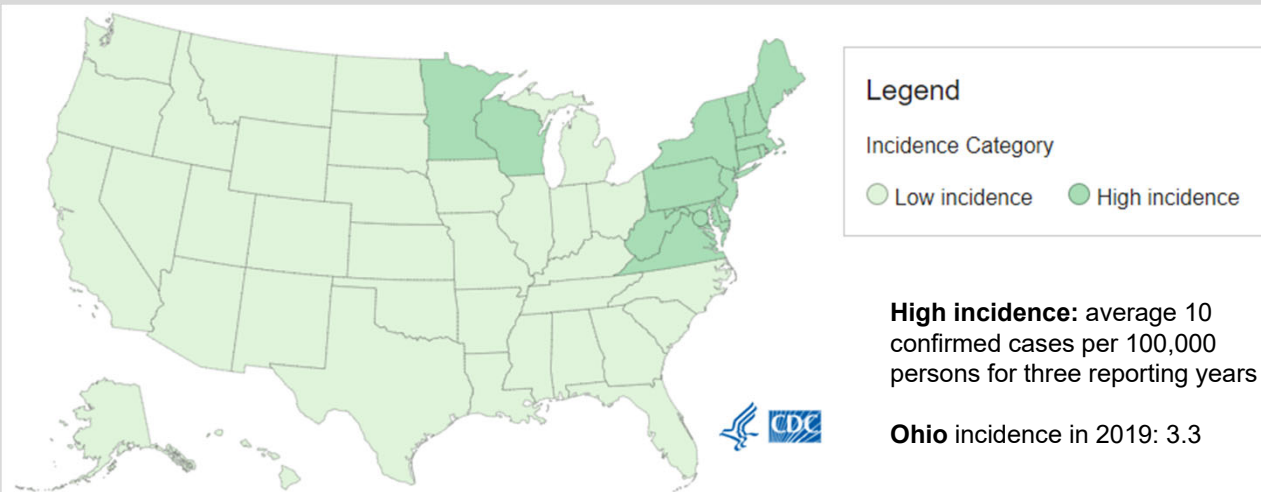 Legend
Incidence Category
Low incidence
High incidence
High incidence: average 10
confirmed cases per 100,000
persons for three reporting years
Ohio incidence in 2019: 3.3
CDC